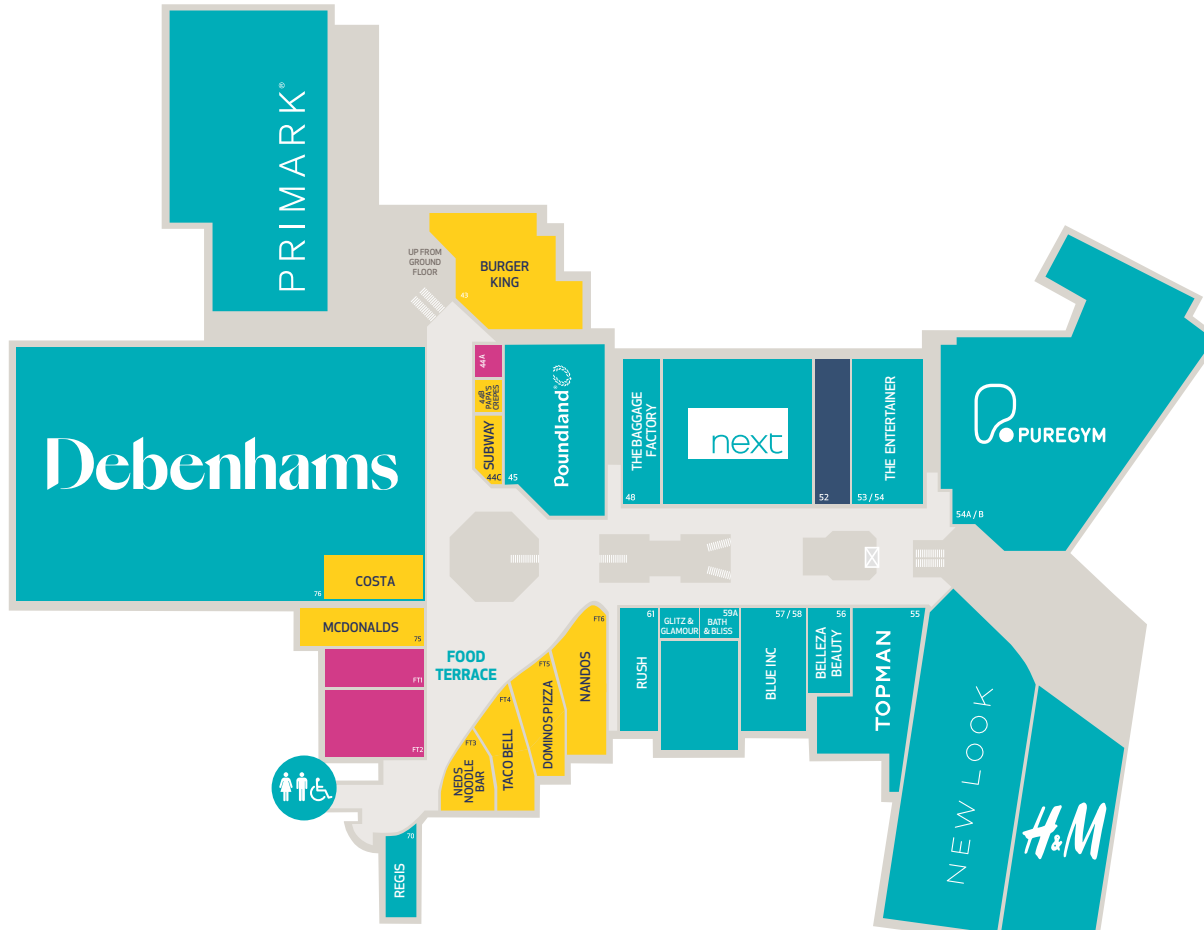 PRIMARK®
UP FROM
GROUND
FLOOR
BURGER
KING
43
44A
44B
PAPA'S
CREPES
SUBWAY
44C
Poundland®
45
THE BAGGAGE
FACTORY
48
next
52
THE ENTERTAINER
53 / 54
PUREGYM
54A / B
Debenhams
76
COSTA
MCDONALDS
75
FT1
FT2
FOOD
TERRACE
FT3
NEDS
NOODLE
BAR
FT4
TACO BELL
FT5
DOMINOS PIZZA
FT6
NANDOS
61
RUSH
GLITZ &
GLAMOUR
59A
BATH
& BLISS
57 / 58
BLUE INC
56
BELLEZA
BEAUTY
55
TOPMAN
NEW LOOK
H&M
70
REGIS